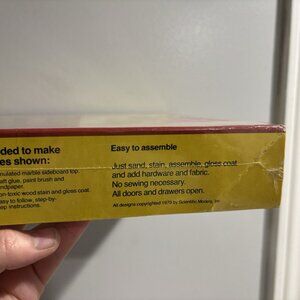 ded to make
es shown:
mulated marble sideboard top.
aft glue, paint brush and
ndpaper.
on-toxic wood stain and gloss coat.
asy to follow, step-by-
ep instructions.
Easy to assemble
Just sand, stain, assemble, gloss coat
and add hardware and fabric.
No sewing necessary.
All doors and drawers open.
All designs copyrighted 1979 by Scientific Models, Inc.